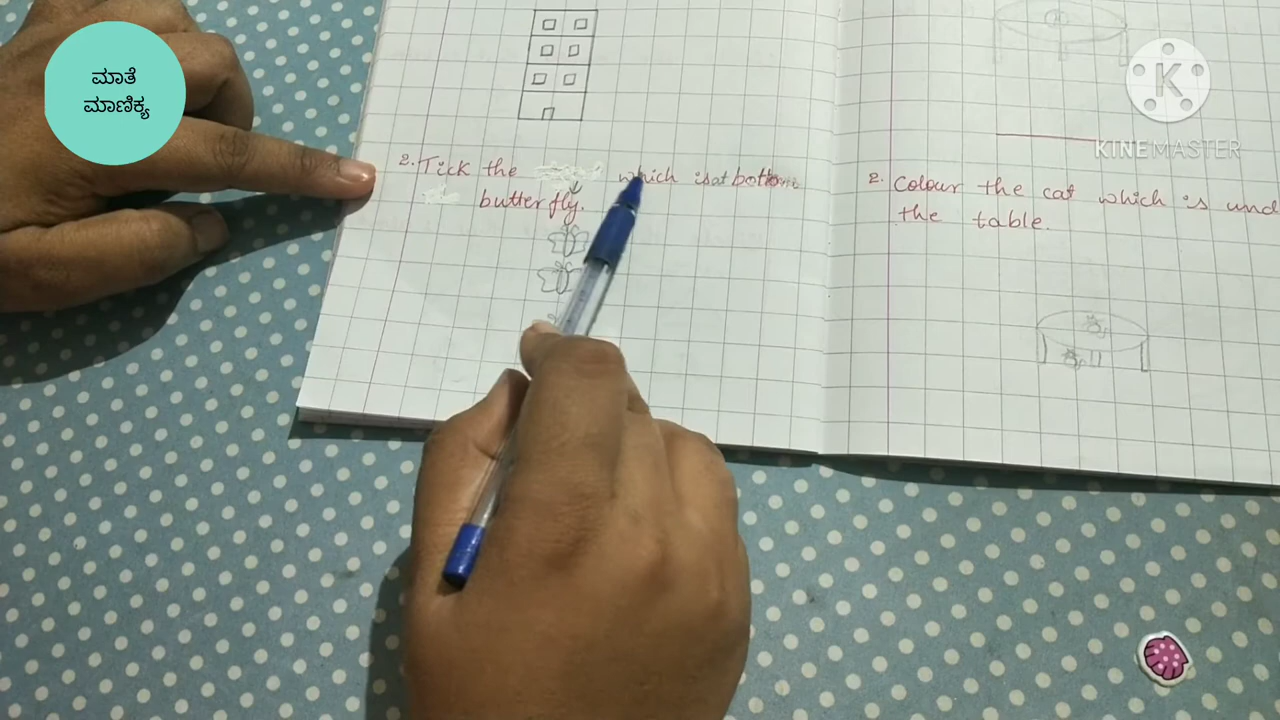 ಮಾತೆ
ಮಾಣಿಕ್ಯ
K
KINEMASTER
2. Tick the which is at bottom
butterfly.
2. Colour the cat which is und
the table.